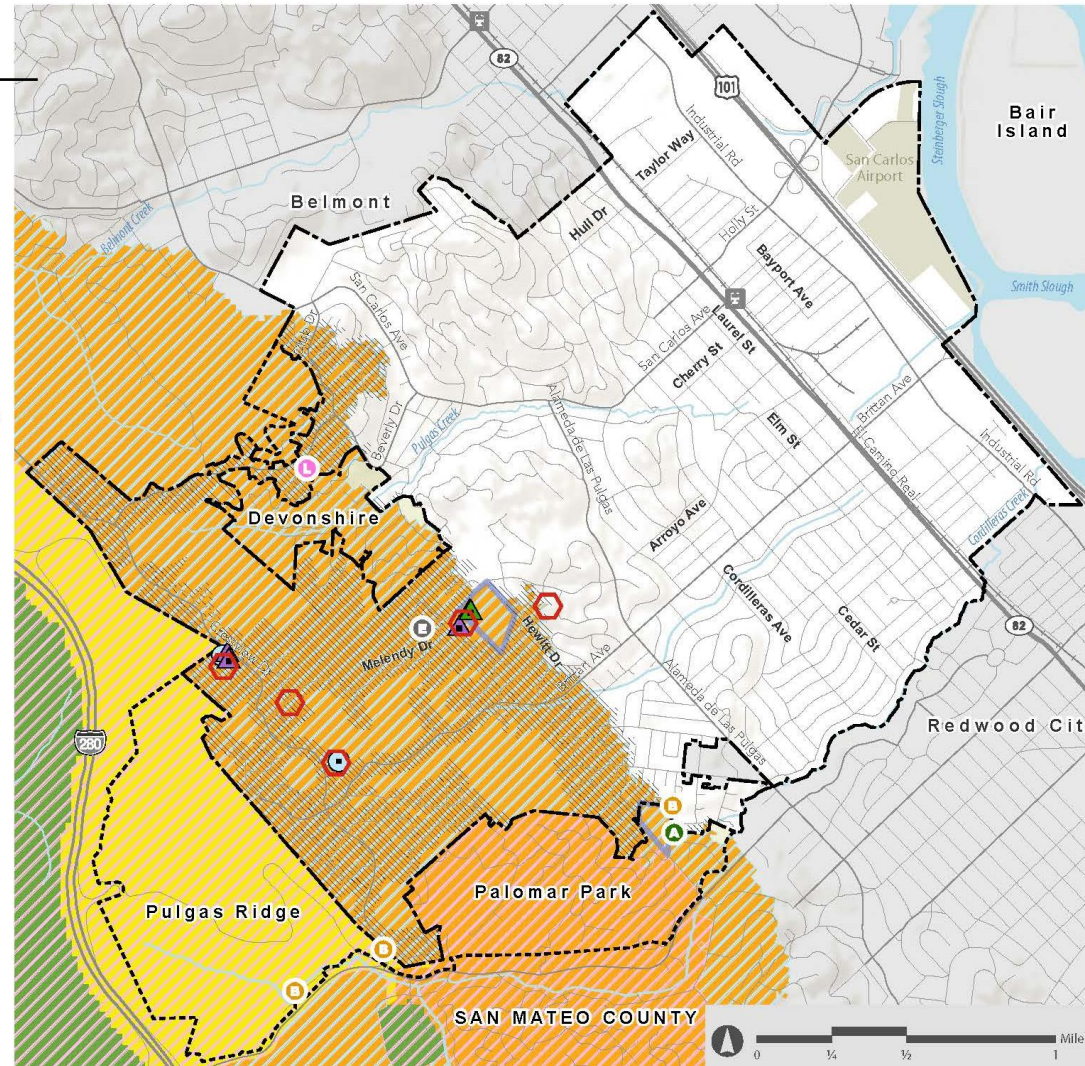 82
101
Bair
Island
Steinberger Slough
San Carlos
Airport
Industrial Rd
Taylor Way
Belmont
Hull Dr
Holly St
Belmont Creek
Bayport Ave
Smith Slough
San Carlos Ave
Laurel St
San Carlos Ave
Cherry St
Brittan Ave
Elm St
El Camino Real
Industrial Rd
Alameda de Las Pulgas
Beverly Dr
Pulgas Creek
L
Cordilleras Creek
Devonshire
Arroyo Ave
Cordilleras Ave
Cedar St
82
E
Hewitt Dr
Melendy Dr
Brittan Ave
Crestview Dr
Alameda de Las Pulgas
Redwood Cit
280
B
A
Palomar Park
Pulgas Ridge
B
B
SAN MATEO COUNTY
0 ¼ ½ 1 Mile